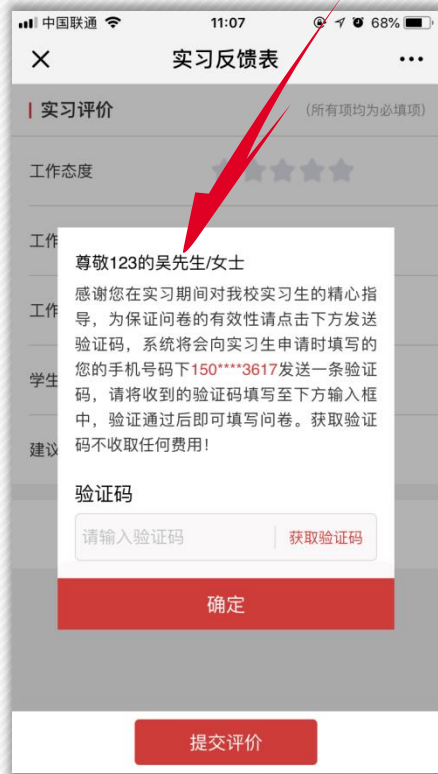 中国联通
11:07
68%
实习反馈表
实习评价
(所有项均为必填项)
工作态度
工作
尊敬123的吴先生/女士
感谢您在实习期间对我校实习生的精心指
导，为保证问卷的有效性请点击下方发送
工作
验证码，系统将会向实习生申请时填写的
您的手机号码下150****3617发送一条验证
学生
码，请将收到的验证码填写至下方输入框
中，验证通过后即可填写问卷。获取验证
建议
码不收取任何费用！
验证码
请输入验证码
获取验证码
确定
提交评价